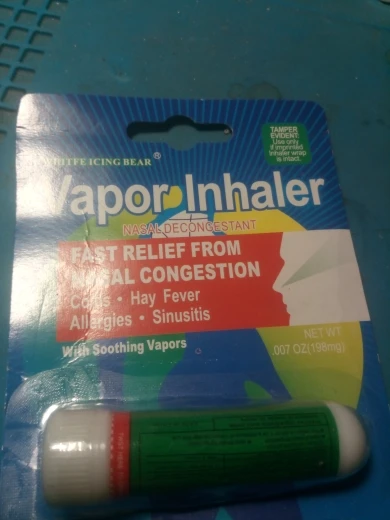 ICING BEAR®
TAMPER
EVIDENT:
Use only
if imprinted
inhaler wrap
is intact.
Vapor Inhaler
NASAL DECONGESTANT
FAST RELIEF FROM
NASAL CONGESTION
Colds • Hay Fever
Allergies • Sinusitis
With Soothing Vapors
NET WT
.007 OZ(198mg)